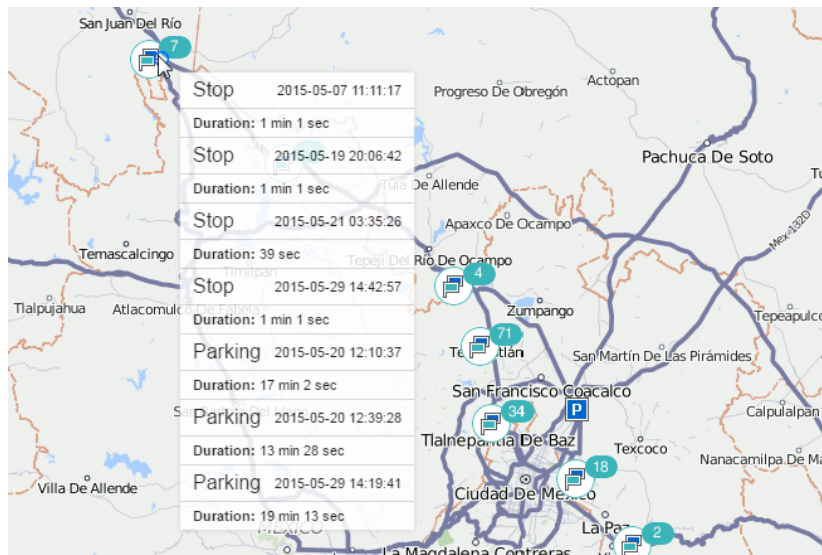 San Juan Del Río
7
Stop 2015-05-07 11:11:17
Duration: 1 min 1 sec
Stop 2015-05-19 20:06:42
Duration: 1 min 1 sec
Stop 2015-05-21 03:35:26
Duration: 39 sec
Stop 2015-05-29 14:42:57
Duration: 1 min 1 sec
Parking 2015-05-20 12:10:37
Duration: 17 min 2 sec
Parking 2015-05-20 12:39:28
Duration: 13 min 28 sec
Parking 2015-05-29 14:19:41
Duration: 19 min 13 sec
Actopan
Progreso De Obregón
Pachuca De Soto
Tula De Allende
Mex-132D
Apaxco De Ocampo
Temascalcingo
Tepeji Del Río De Ocampo
Timilpan
4
Tlalpujahua
Atlacomulco De Fabela
Zumpango
Tepeapulco
71
San Martín De Las Pirámides
San Francisco Coacalco
34
P
Calpulalpan
Tlalnepantla De Baz
Texcoco
Nanacamilpa De Ma
18
Villa De Allende
Ciudad De México
MÉXICO
La Paz
2
La Magdalena Contreras